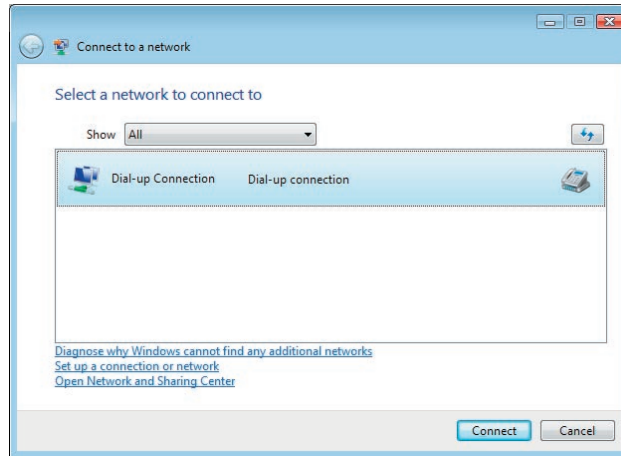 Connect to a network
Select a network to connect to
Show All
Dial-up Connection Dial-up connection
Diagnose why Windows cannot find any additional networks
Set up a connection or network
Open Network and Sharing Center
Connect Cancel